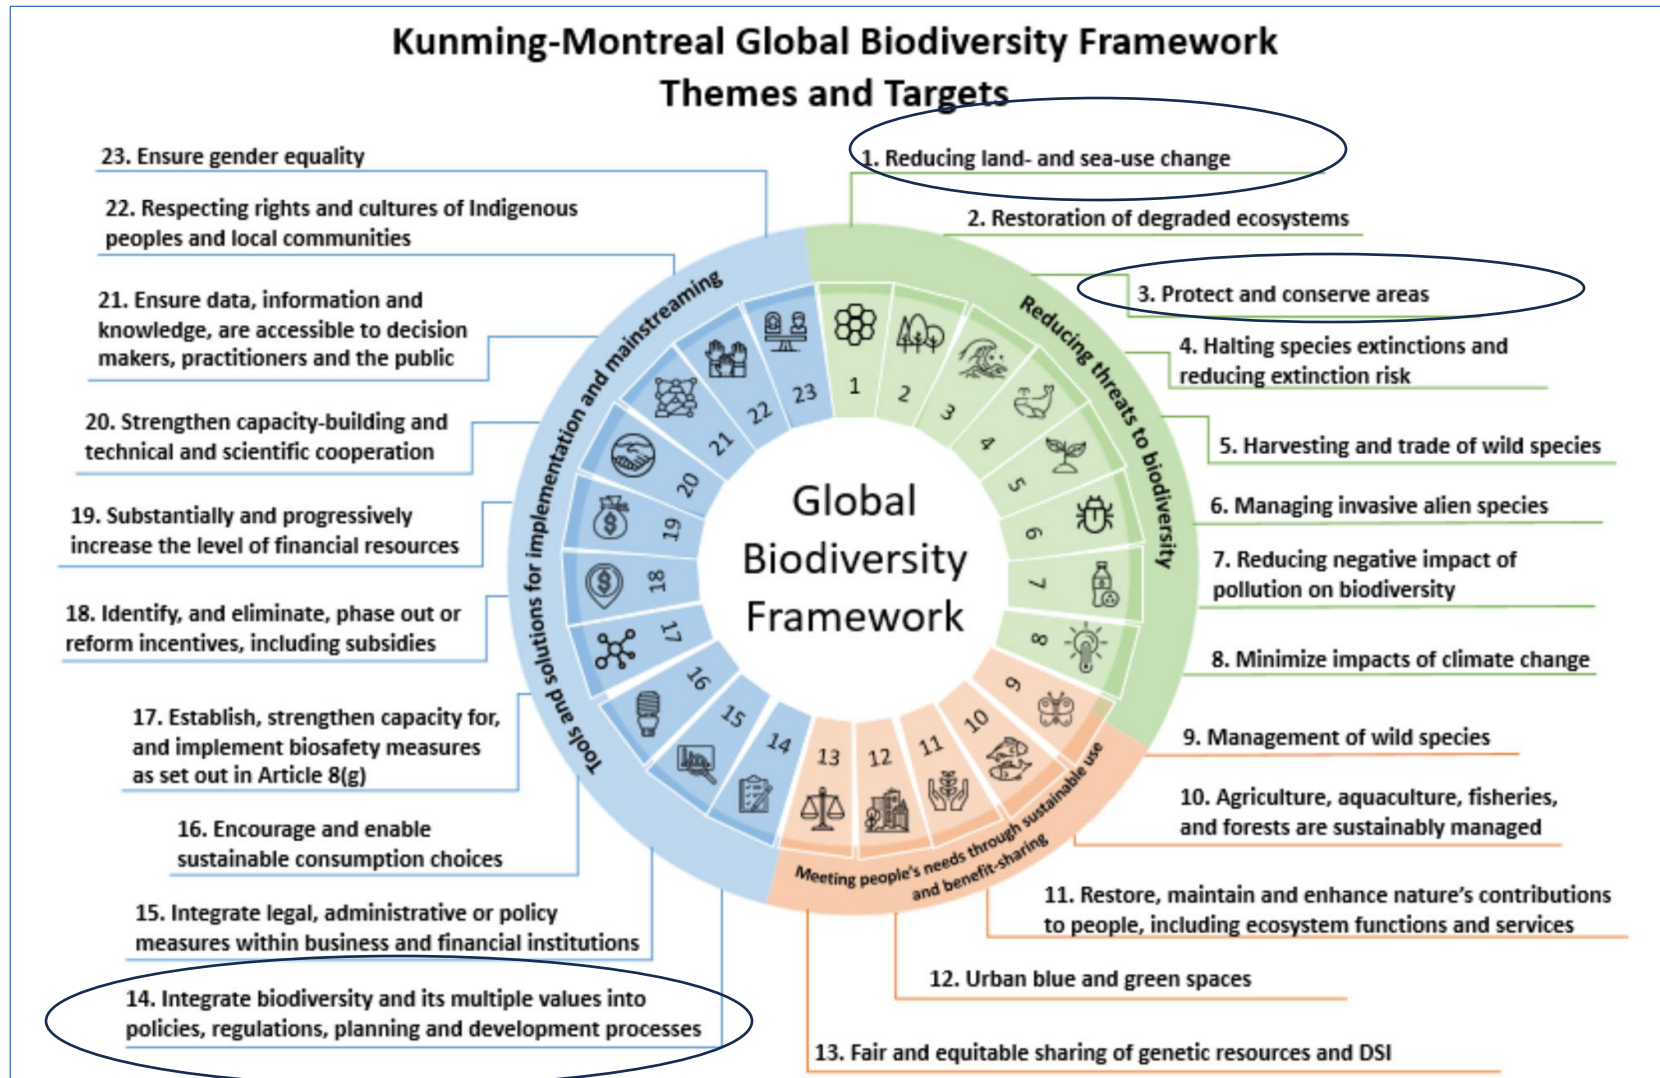 Kunming-Montreal Global Biodiversity Framework
Themes and Targets
23. Ensure gender equality
22. Respecting rights and cultures of Indigenous
peoples and local communities
21. Ensure data, information and
knowledge, are accessible to decision
makers, practitioners and the public
20. Strengthen capacity-building and
technical and scientific cooperation
19. Substantially and progressively
increase the level of financial resources
18. Identify, and eliminate, phase out or
reform incentives, including subsidies
17. Establish, strengthen capacity for,
and implement biosafety measures
as set out in Article 8(g)
16. Encourage and enable
sustainable consumption choices
15. Integrate legal, administrative or policy
measures within business and financial institutions
14. Integrate biodiversity and its multiple values into
policies, regulations, planning and development processes
1. Reducing land- and sea-use change
2. Restoration of degraded ecosystems
3. Protect and conserve areas
4. Halting species extinctions and
reducing extinction risk
5. Harvesting and trade of wild species
6. Managing invasive alien species
7. Reducing negative impact of
pollution on biodiversity
8. Minimize impacts of climate change
9. Management of wild species
10. Agriculture, aquaculture, fisheries,
and forests are sustainably managed
11. Restore, maintain and enhance nature's contributions
to people, including ecosystem functions and services
12. Urban blue and green spaces
13. Fair and equitable sharing of genetic resources and DSI
Tools and solutions for implementation and mainstreaming
Reducing threats to biodiversity
Meeting people's needs through sustainable use
and benefit-sharing
1
2
3
4
5
6
7
8
9
10
11
12
13
14
15
16
17
18
19
20
21
22
23
Global
Biodiversity
Framework